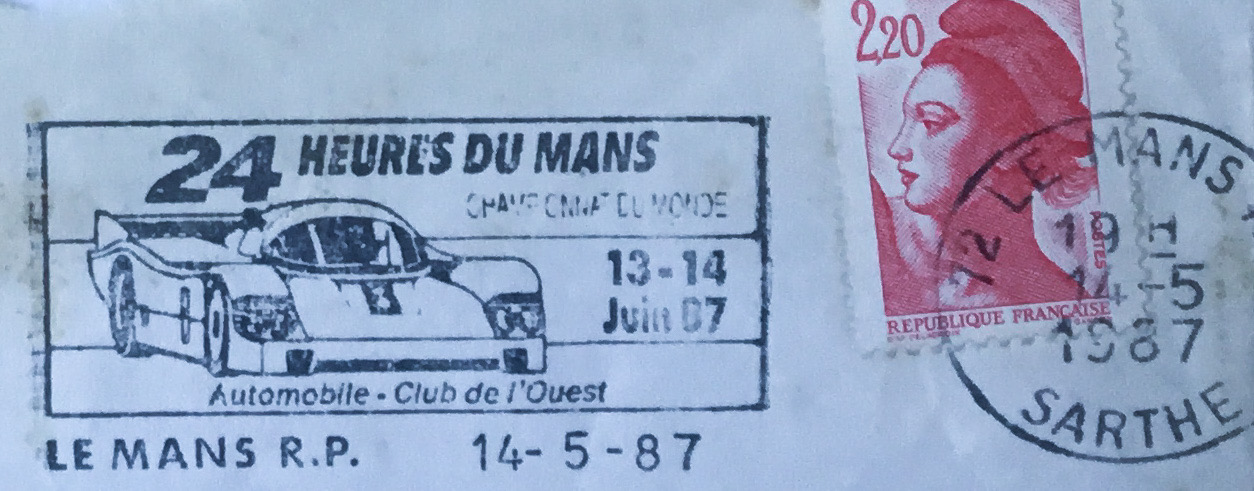 24 HEURES DU MANS
CHAMPIONNAT DU MONDE
13-14
Juin 87
Automobile - Club de l'Ouest
LE MANS R.P. 14-5-87
2,20
POSTES
REPUBLIQUE FRANÇAISE
72 LE MANS
19 H
14-5
1987
SARTHE